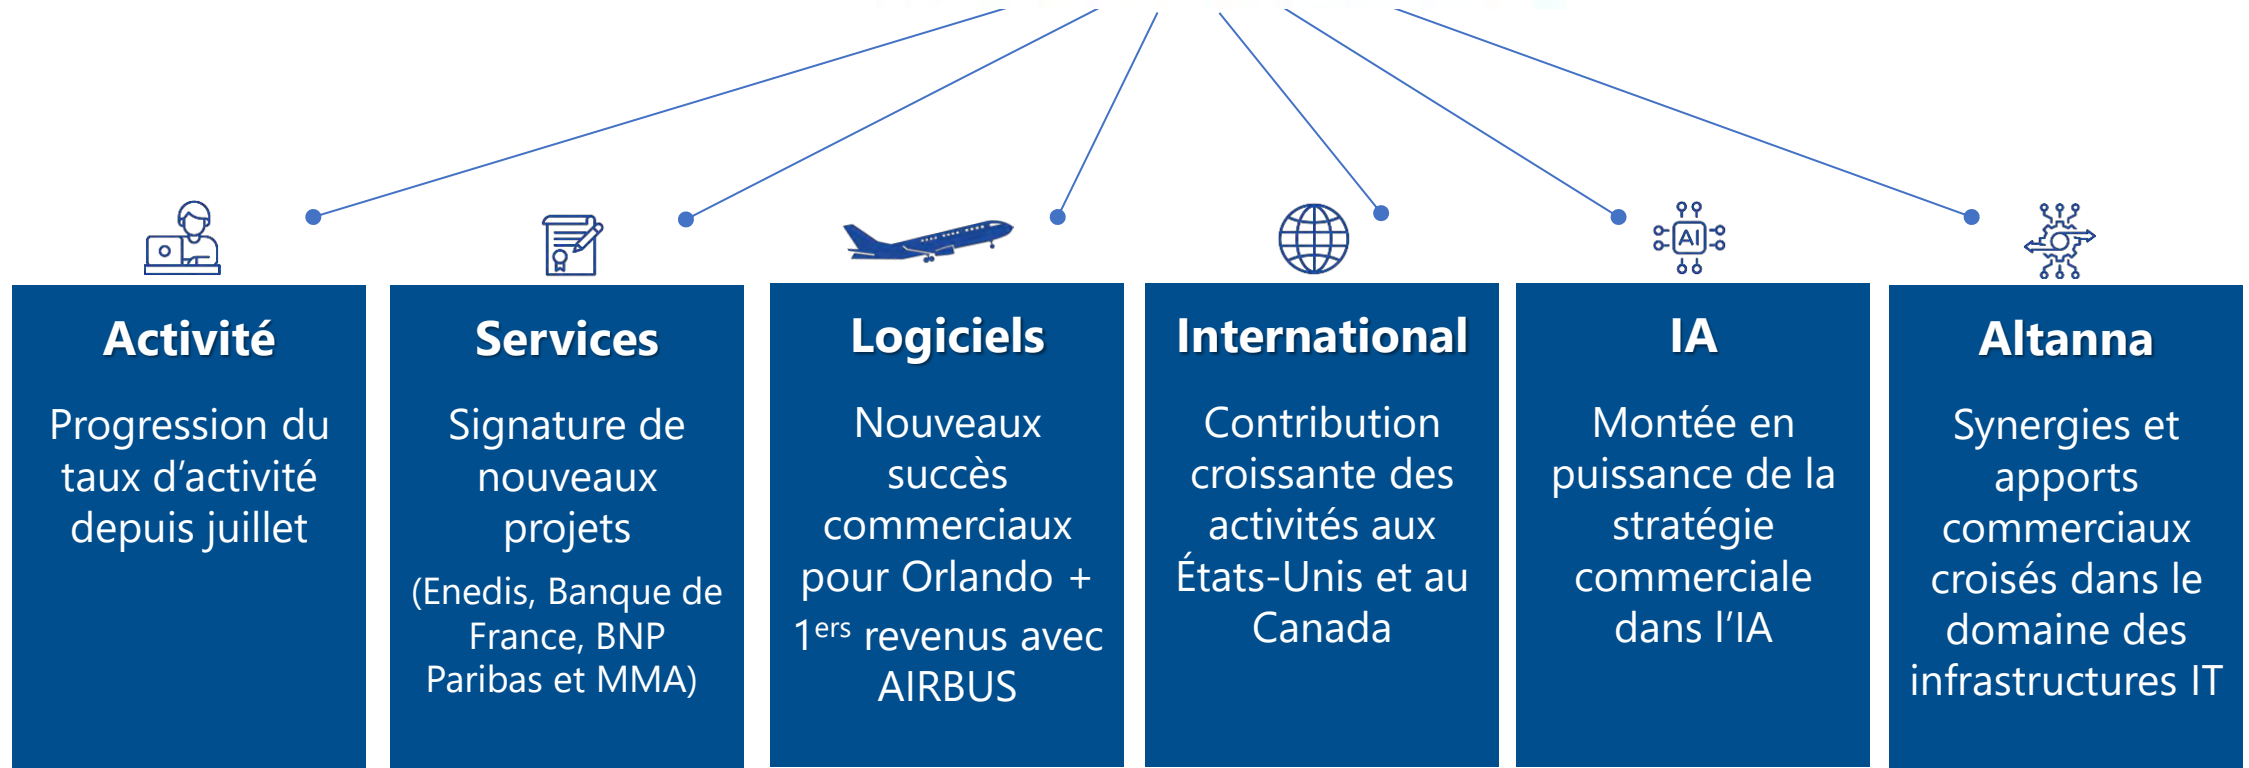 Activité
Progression du
taux d’activité
depuis juillet
Services
Signature de
nouveaux
projets
(Enedis, Banque de
France, BNP
Paribas et MMA)
Logiciels
Nouveaux
succès
commerciaux
pour Orlando +
1ers revenus avec
AIRBUS
International
Contribution
croissante des
activités aux
États-Unis et au
Canada
AI
IA
Montée en
puissance de la
stratégie
commerciale
dans l’IA
Altanna
Synergies et
apports
commerciaux
croisés dans le
domaine des
infrastructures IT